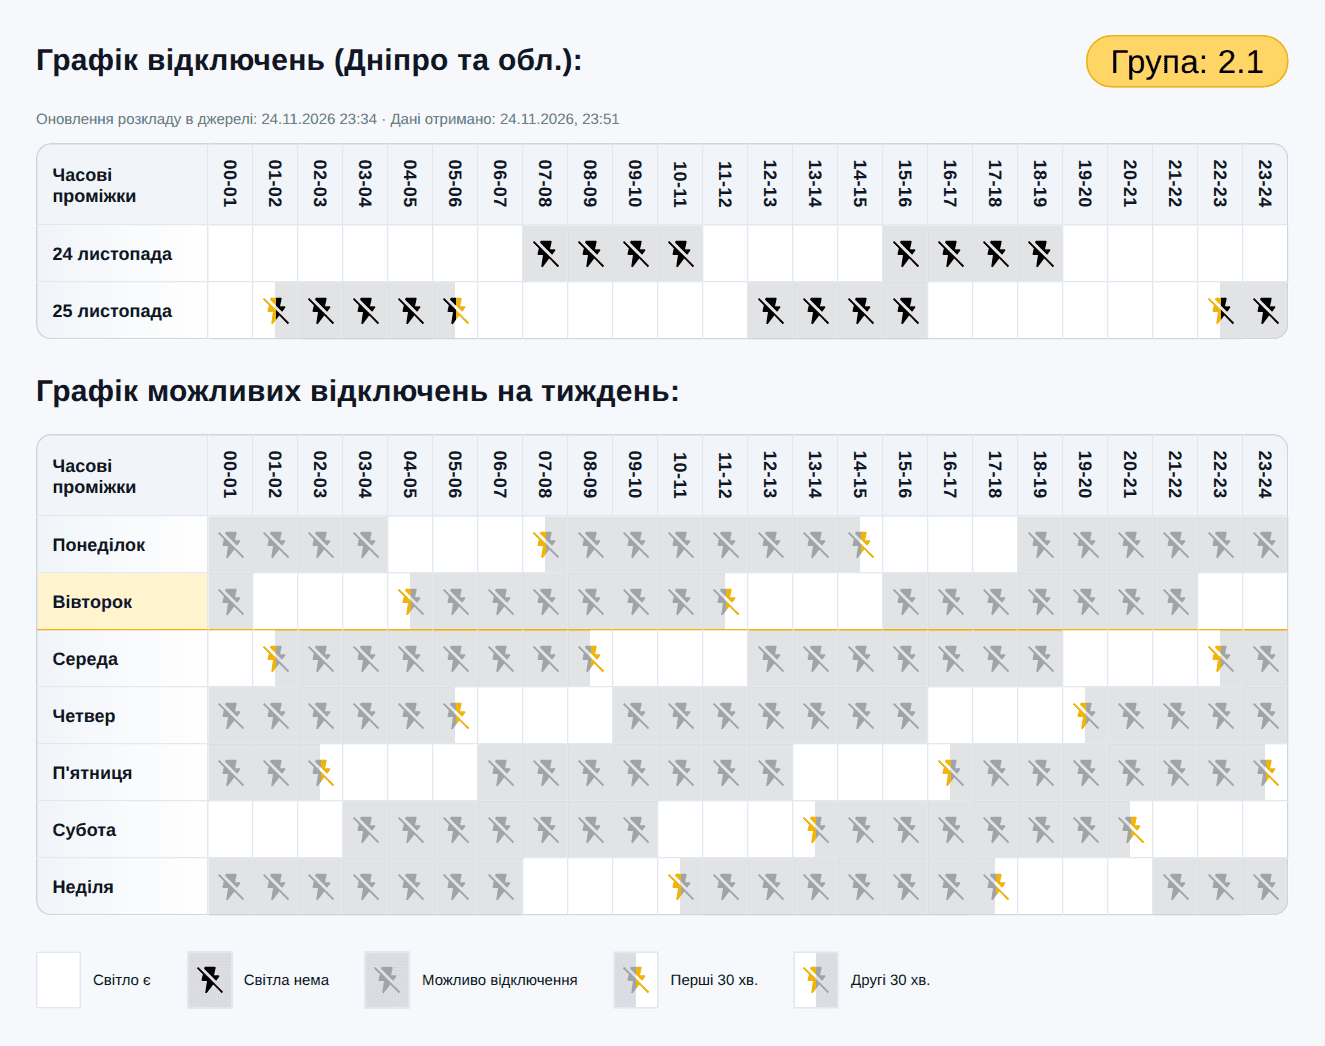 Графік відключень (Дніпро та обл.):
Група: 2.1
Оновлення розкладу в джерелі: 24.11.2026 23:34 · Дані отримано: 24.11.2026, 23:51
Часові проміжки 00-01 01-02 02-03 03-04 04-05 05-06 06-07 07-08 08-09 09-10 10-11 11-12 12-13 13-14 14-15 15-16 16-17 17-18 18-19 19-20 20-21 21-22 22-23 23-24
24 листопада
25 листопада
Графік можливих відключень на тиждень:
Часові проміжки 00-01 01-02 02-03 03-04 04-05 05-06 06-07 07-08 08-09 09-10 10-11 11-12 12-13 13-14 14-15 15-16 16-17 17-18 18-19 19-20 20-21 21-22 22-23 23-24
Понеділок
Вівторок
Середа
Четвер
П'ятниця
Субота
Неділя
Світло є Світла нема Можливо відключення Перші 30 хв. Другі 30 хв.